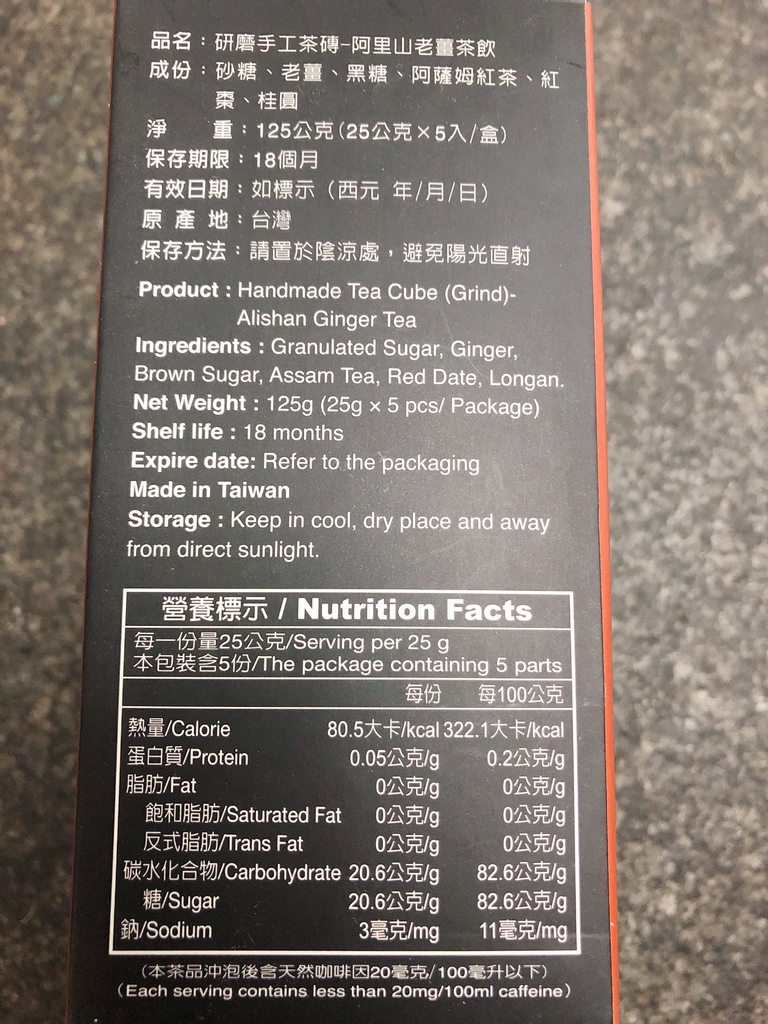 品名：研磨手工茶磚-阿里山老薑茶飲
成份：砂糖、老薑、黑糖、阿薩姆紅茶、紅
棗、桂圓
淨 重：125公克(25公克×5入/盒)
保存期限：18個月
有效日期：如標示（西元 年/月/日）
原 產 地：台灣
保存方法：請置於陰涼處，避免陽光直射
Product : Handmade Tea Cube (Grind)-
Alishan Ginger Tea
Ingredients : Granulated Sugar, Ginger,
Brown Sugar, Assam Tea, Red Date, Longan.
Net Weight : 125g (25g × 5 pcs/ Package)
Shelf life : 18 months
Expire date: Refer to the packaging
Made in Taiwan
Storage : Keep in cool, dry place and away
from direct sunlight.
營養標示 / Nutrition Facts
每一份量25公克/Serving per 25 g
本包裝含5份/The package containing 5 parts
每份 每100公克
熱量/Calorie 80.5大卡/kcal 322.1大卡/kcal
蛋白質/Protein 0.05公克/g 0.2公克/g
脂肪/Fat 0公克/g 0公克/g
飽和脂肪/Saturated Fat 0公克/g 0公克/g
反式脂肪/Trans Fat 0公克/g 0公克/g
碳水化合物/Carbohydrate 20.6公克/g 82.6公克/g
糖/Sugar 20.6公克/g 82.6公克/g
鈉/Sodium 3毫克/mg 11毫克/mg
（本茶品沖泡後含天然咖啡因20毫克/100毫升以下）
（Each serving contains less than 20mg/100ml caffeine）